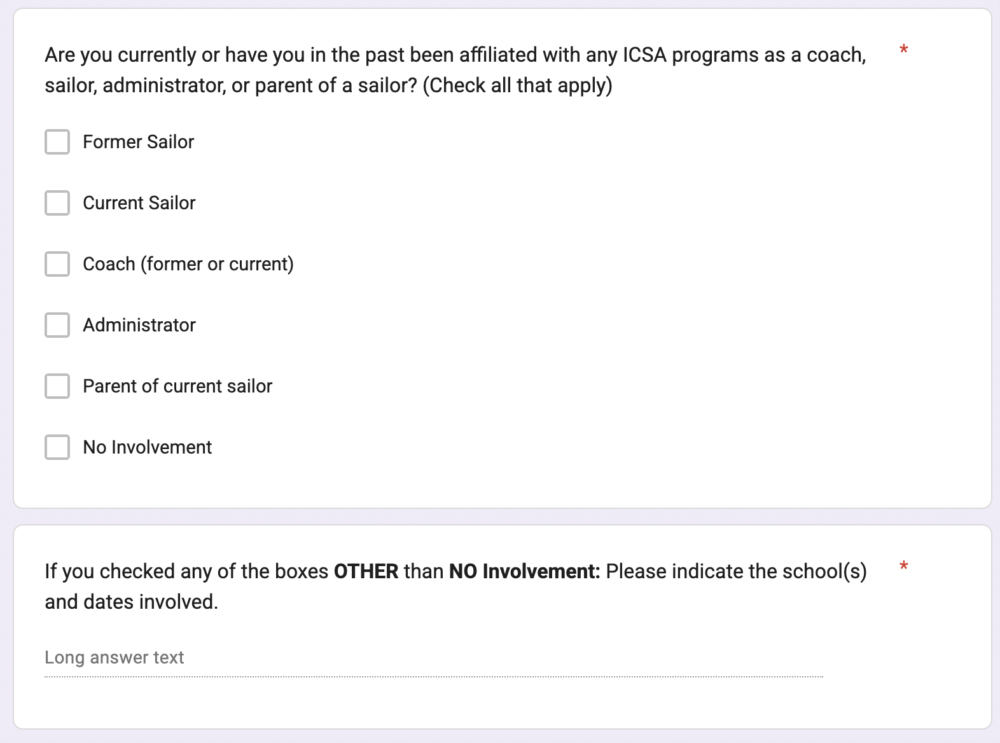 Are you currently or have you in the past been affiliated with any ICSA programs as a coach, *
sailor, administrator, or parent of a sailor? (Check all that apply)
Former Sailor
Current Sailor
Coach (former or current)
Administrator
Parent of current sailor
No Involvement
If you checked any of the boxes OTHER than NO Involvement: Please indicate the school(s) *
and dates involved.
Long answer text